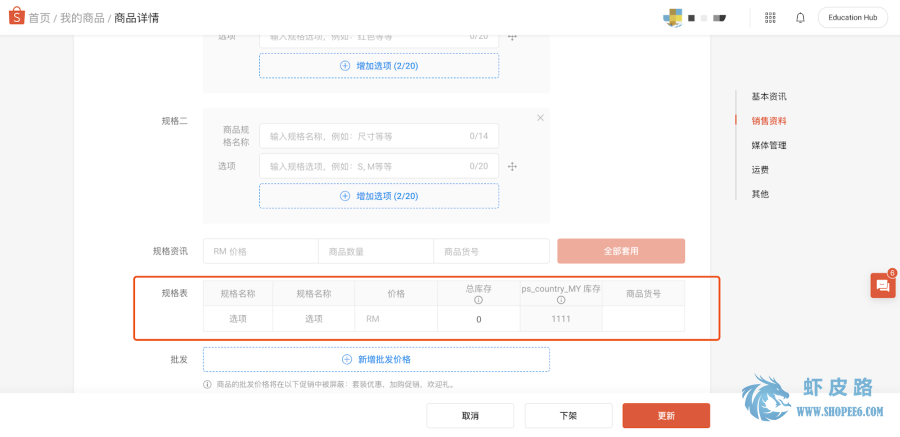 首页 / 我的商品 / 商品详情
Education Hub
选项
输入规格选项，例如：红色等等
0/20
增加选项 (2/20)
规格二
商品规格名称
输入规格名称，例如：尺寸等等
0/14
选项
输入规格选项，例如：S, M等等
0/20
增加选项 (2/20)
规格资讯
RM 价格
商品数量
商品货号
全部套用
规格表
规格名称
规格名称
价格
总库存
ps_country_MY 库存
商品货号
选项
选项
RM
0
1111
批发
新增批发价格
商品的批发价格将在以下促销中被屏蔽：套装优惠，加购促销，欢迎礼。
取消
下架
更新
基本资讯
销售资料
媒体管理
运费
其他
6
虾皮路
WWW.SHOPEE6.COM